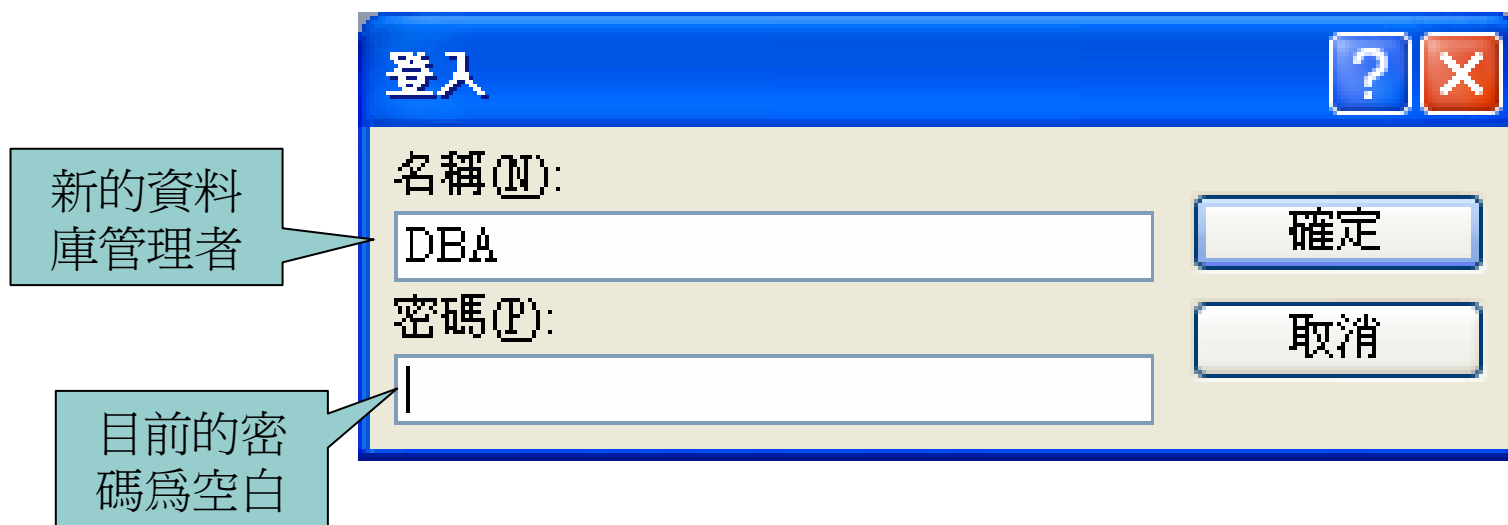 登入
名稱(N):
新的資料
庫管理者
DBA
確定
密碼(P):
取消
目前的密
碼爲空白